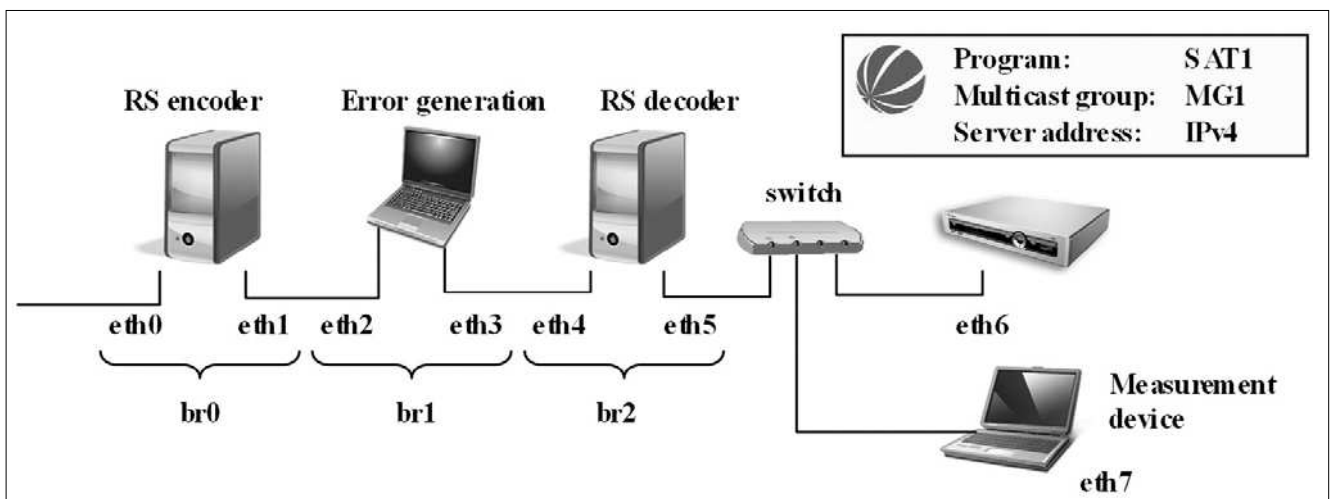 Program: SAT1
Multicast group: MG1
Server address: IPv4
RS encoder
Error generation
RS decoder
switch
eth0
eth1
eth2
eth3
eth4
eth5
eth6
br0
br1
br2
Measurement
device
eth7